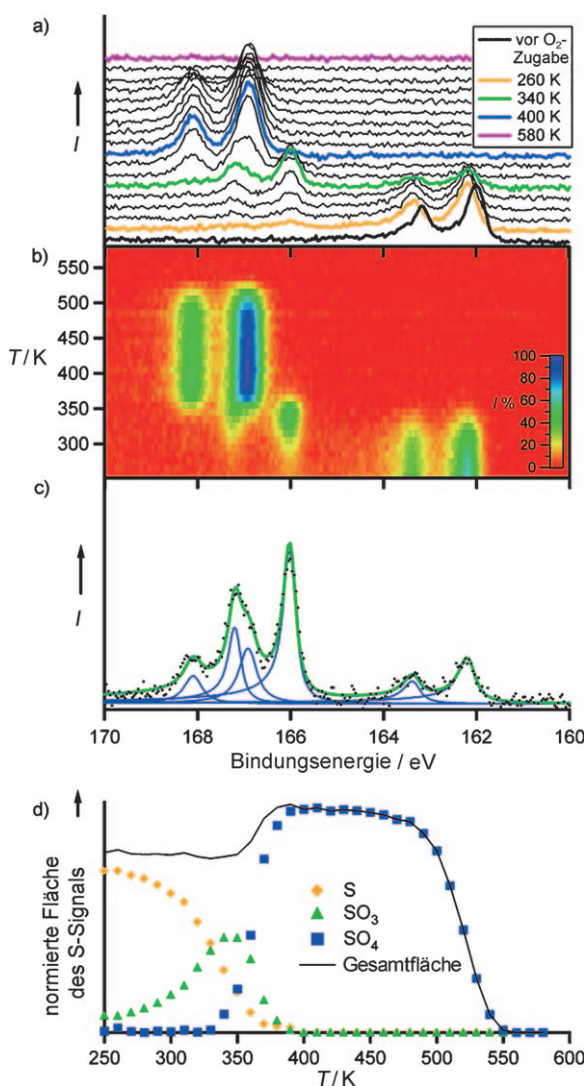 a)
I
vor O₂-
Zugabe
260 K
340 K
400 K
580 K
b)
T / K
550
500
450
400
350
300
I %
100
80
60
40
20
0
c)
I
170 168 166 164 162 160
Bindungsenergie / eV
d)
normierte Fläche
des S-Signals
S
SO₃
SO₄
Gesamtfläche
250 300 350 400 450 500 550 600
T / K